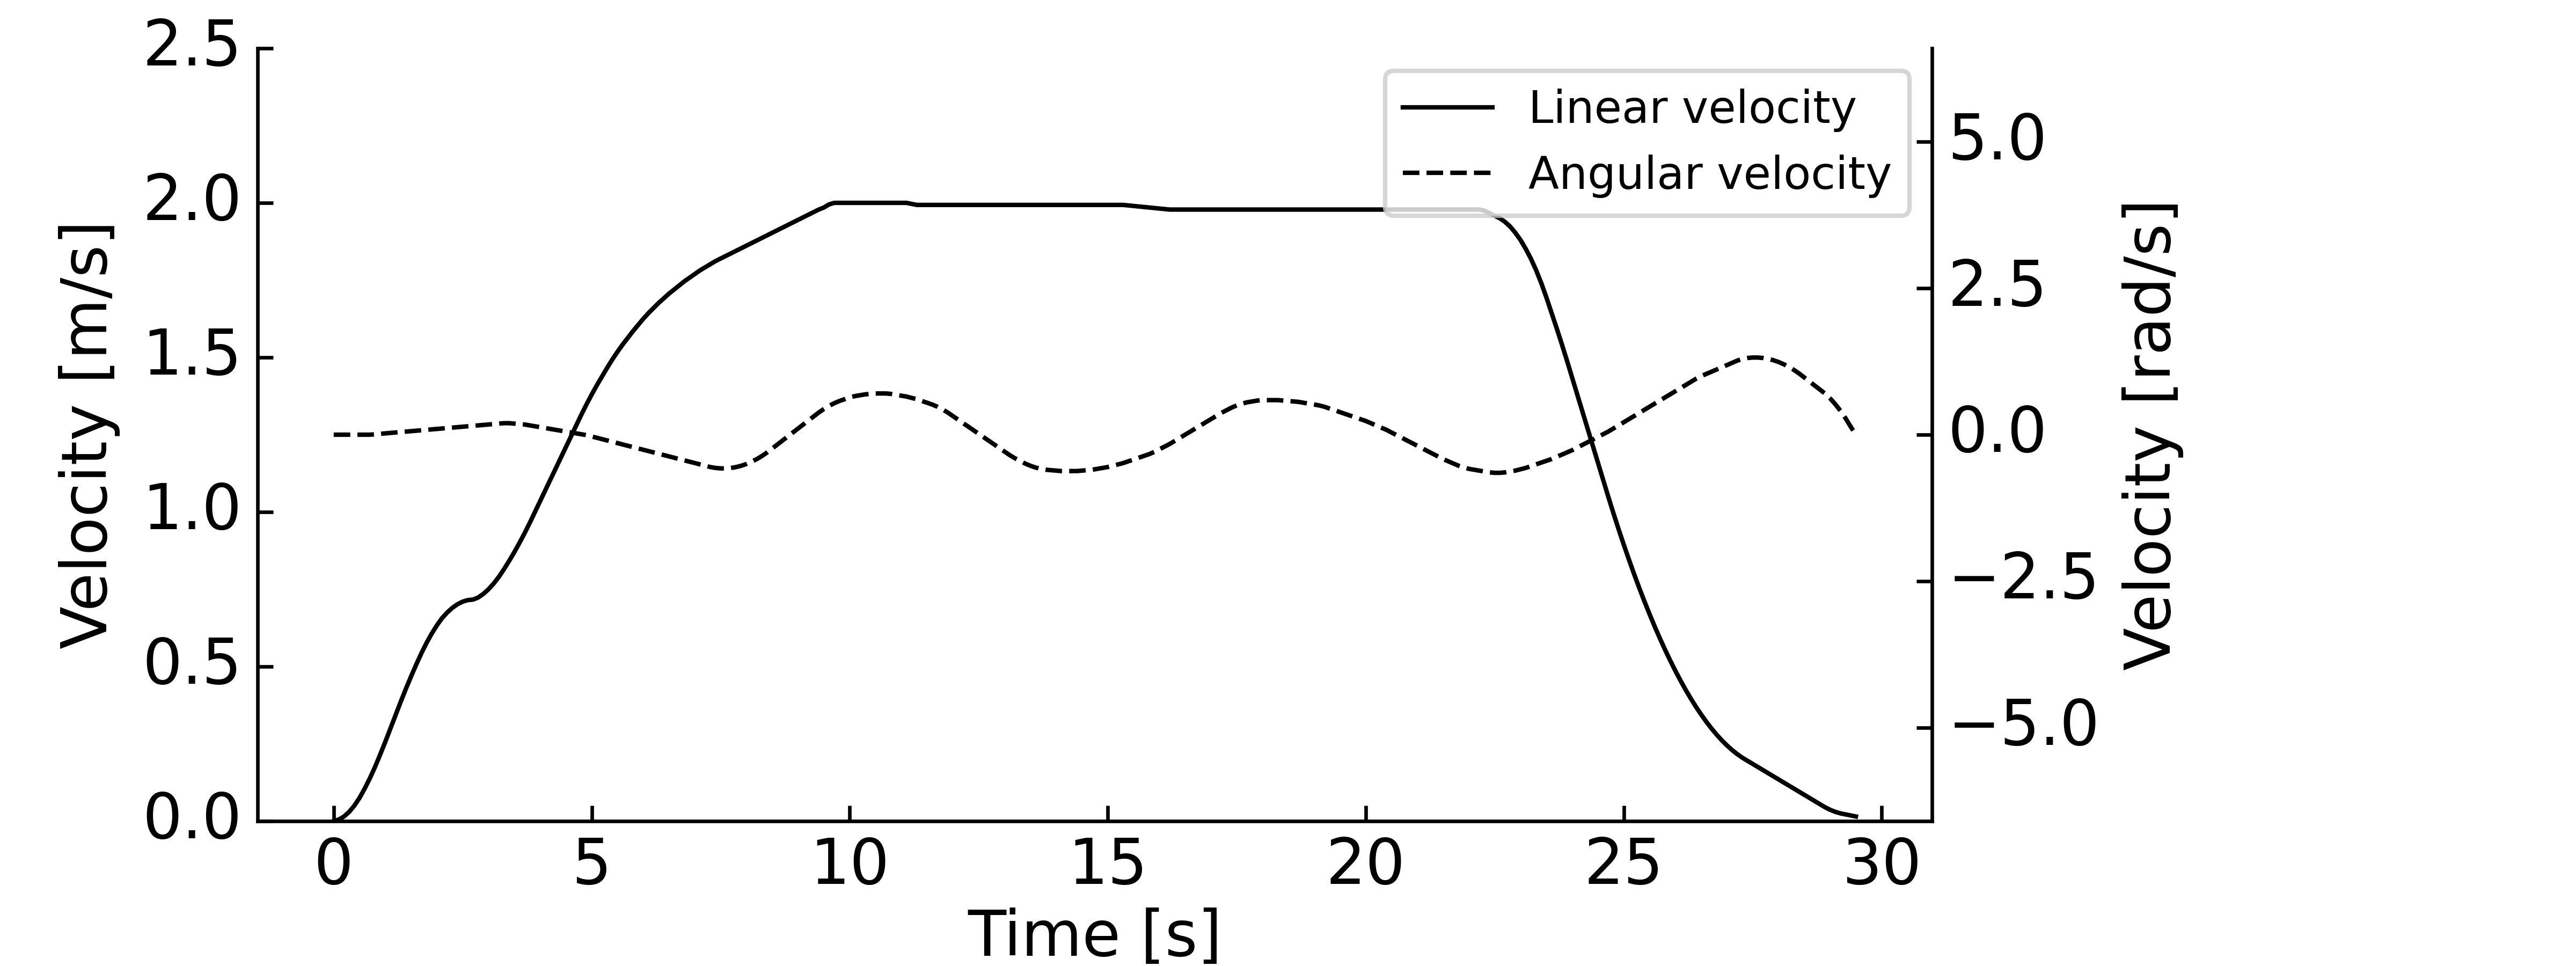 2.5
2.0
1.5
1.0
0.5
0.0
Velocity [m/s]
Linear velocity
Angular velocity
5.0
2.5
0.0
−2.5
−5.0
Velocity [rad/s]
0 5 10 15 20 25 30
Time [s]